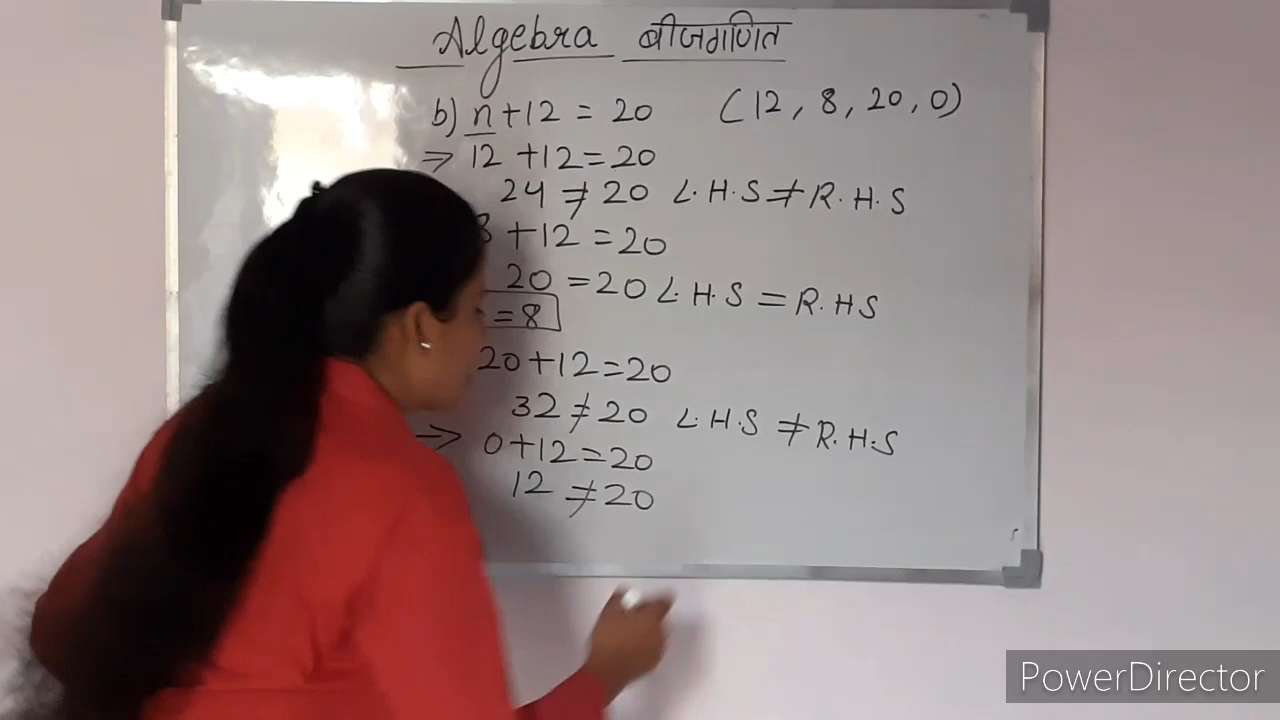 Algebra बीजगणित
b) n+12 = 20 (12, 8, 20, 0)
⇒ 12 +12=20
24 ≠ 20 L.H.S ≠ R.H.S
8 +12 =20
20 =20 L.H.S = R.H.S
=8
20+12=20
32 ≠ 20 L.H.S ≠ R.H.S
→ 0+12=20
12 ≠ 20
PowerDirector